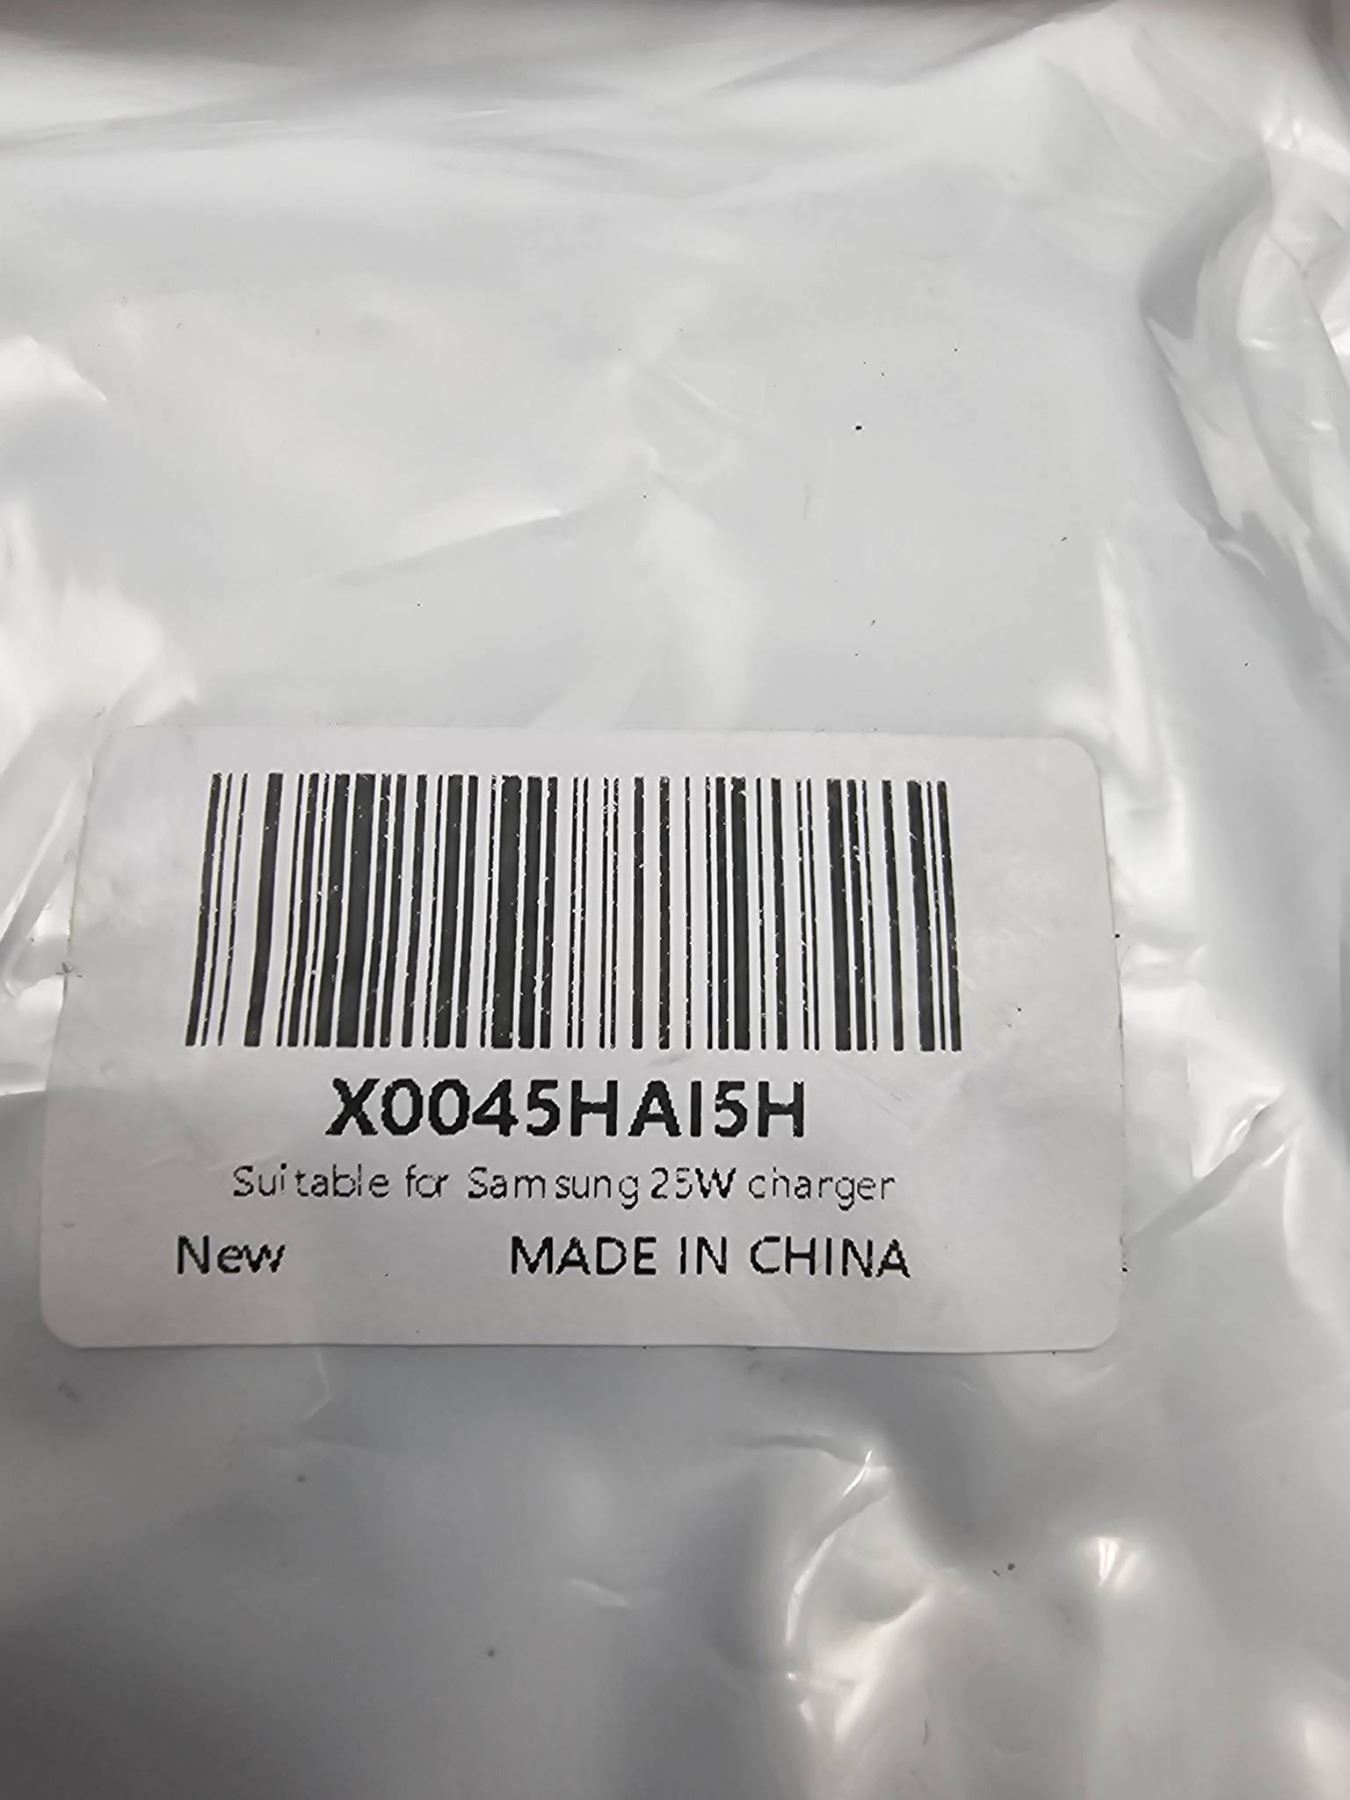 X0045HAI5H
Suitable for Samsung 25W charger
New MADE IN CHINA